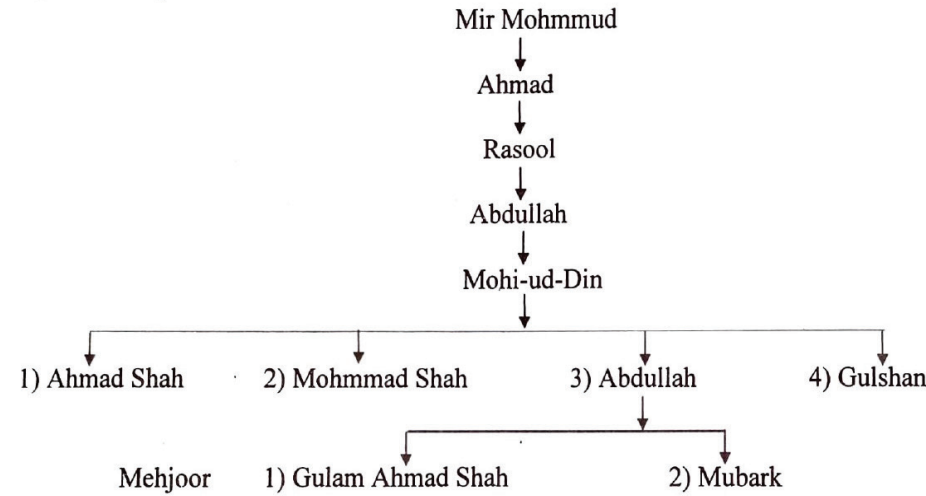 Mir Mohmmud
Ahmad
Rasool
Abdullah
Mohi-ud-Din
1) Ahmad Shah 2) Mohmmad Shah 3) Abdullah 4) Gulshan
Mehjoor 1) Gulam Ahmad Shah 2) Mubark